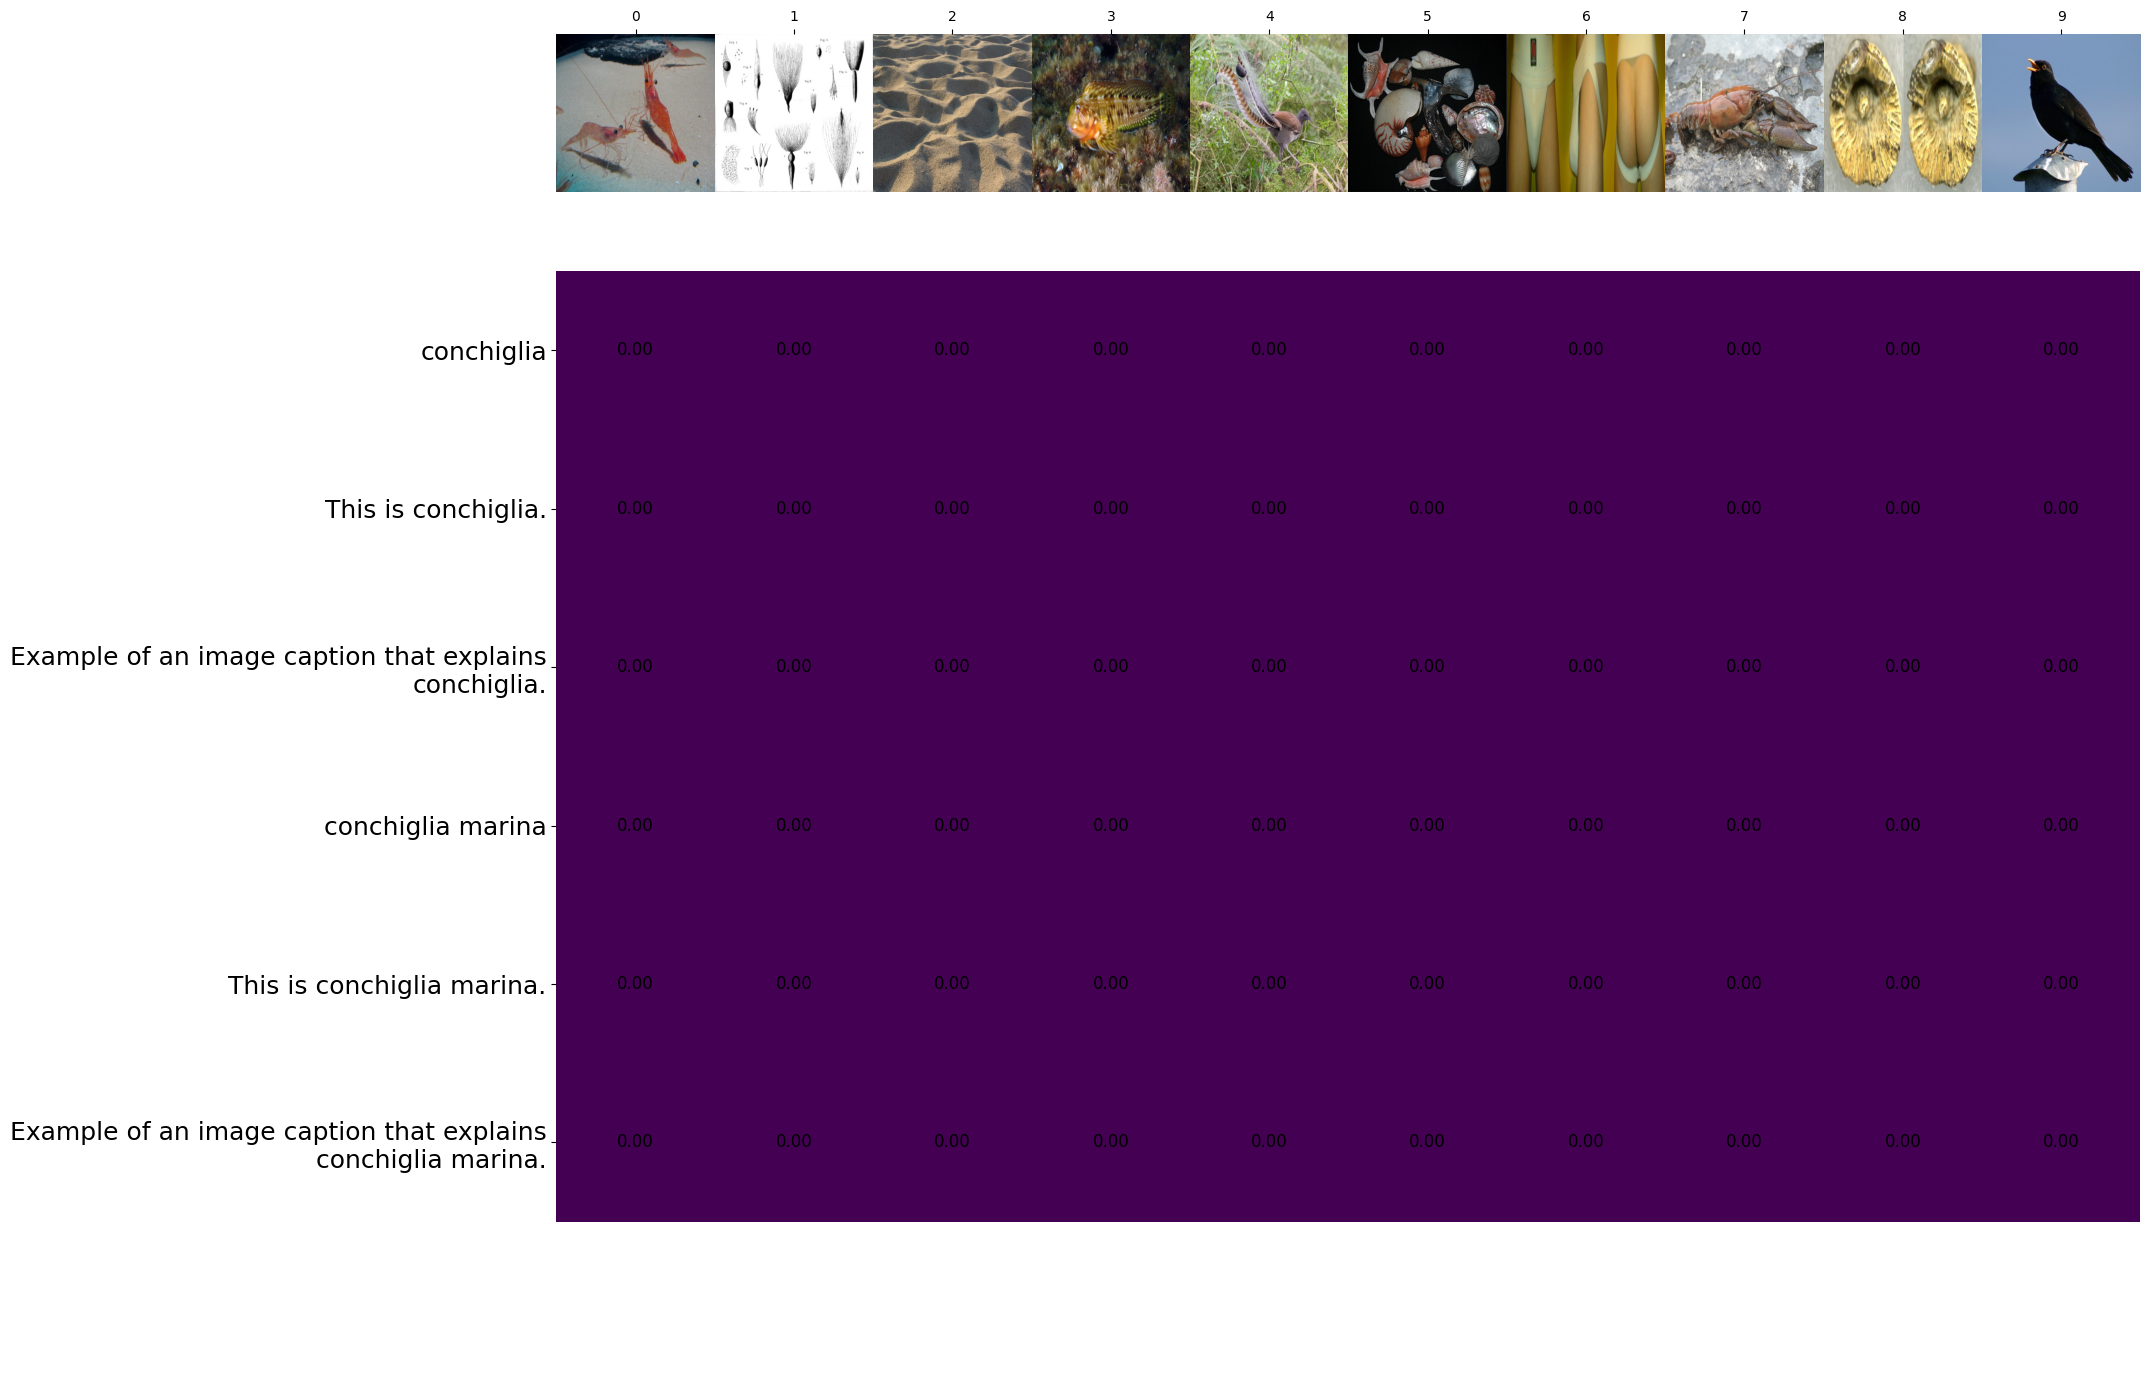 0 1 2 3 4 5 6 7 8 9
conchiglia
0.00 0.00 0.00 0.00 0.00 0.00 0.00 0.00 0.00 0.00
This is conchiglia.
0.00 0.00 0.00 0.00 0.00 0.00 0.00 0.00 0.00 0.00
Example of an image caption that explains
conchiglia.
0.00 0.00 0.00 0.00 0.00 0.00 0.00 0.00 0.00 0.00
conchiglia marina
0.00 0.00 0.00 0.00 0.00 0.00 0.00 0.00 0.00 0.00
This is conchiglia marina.
0.00 0.00 0.00 0.00 0.00 0.00 0.00 0.00 0.00 0.00
Example of an image caption that explains
conchiglia marina.
0.00 0.00 0.00 0.00 0.00 0.00 0.00 0.00 0.00 0.00